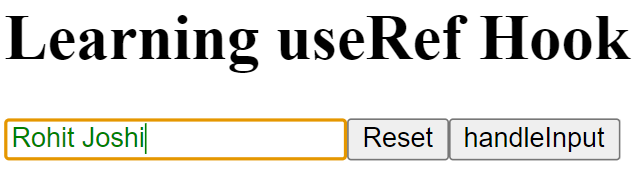 Learning useRef Hook
Rohit Joshi Reset handleInput